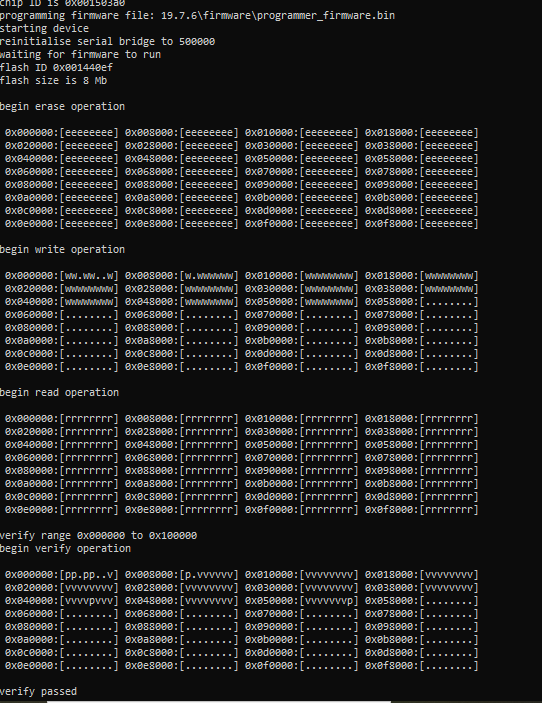 chip ID is 0x001503a0
programming firmware file: 19.7.6\firmware\programmer_firmware.bin
starting device
reinitialise serial bridge to 500000
waiting for firmware to run
flash ID 0x001440ef
flash size is 8 Mb
begin erase operation
0x000000:[eeeeeeee] 0x008000:[eeeeeeee] 0x010000:[eeeeeeee] 0x018000:[eeeeeeee]
0x020000:[eeeeeeee] 0x028000:[eeeeeeee] 0x030000:[eeeeeeee] 0x038000:[eeeeeeee]
0x040000:[eeeeeeee] 0x048000:[eeeeeeee] 0x050000:[eeeeeeee] 0x058000:[eeeeeeee]
0x060000:[eeeeeeee] 0x068000:[eeeeeeee] 0x070000:[eeeeeeee] 0x078000:[eeeeeeee]
0x080000:[eeeeeeee] 0x088000:[eeeeeeee] 0x090000:[eeeeeeee] 0x098000:[eeeeeeee]
0x0a0000:[eeeeeeee] 0x0a8000:[eeeeeeee] 0x0b0000:[eeeeeeee] 0x0b8000:[eeeeeeee]
0x0c0000:[eeeeeeee] 0x0c8000:[eeeeeeee] 0x0d0000:[eeeeeeee] 0x0d8000:[eeeeeeee]
0x0e0000:[eeeeeeee] 0x0e8000:[eeeeeeee] 0x0f0000:[eeeeeeee] 0x0f8000:[eeeeeeee]
begin write operation
0x000000:[ww.ww..w] 0x008000:[w.wwwwww] 0x010000:[wwwwwwww] 0x018000:[wwwwwwww]
0x020000:[wwwwwwww] 0x028000:[wwwwwwww] 0x030000:[wwwwwwww] 0x038000:[wwwwwwww]
0x040000:[wwwwwwww] 0x048000:[wwwwwwww] 0x050000:[wwwwwwww] 0x058000:[........]
0x060000:[........] 0x068000:[........] 0x070000:[........] 0x078000:[........]
0x080000:[........] 0x088000:[........] 0x090000:[........] 0x098000:[........]
0x0a0000:[........] 0x0a8000:[........] 0x0b0000:[........] 0x0b8000:[........]
0x0c0000:[........] 0x0c8000:[........] 0x0d0000:[........] 0x0d8000:[........]
0x0e0000:[........] 0x0e8000:[........] 0x0f0000:[........] 0x0f8000:[........]
begin read operation
0x000000:[rrrrrrrr] 0x008000:[rrrrrrrr] 0x010000:[rrrrrrrr] 0x018000:[rrrrrrrr]
0x020000:[rrrrrrrr] 0x028000:[rrrrrrrr] 0x030000:[rrrrrrrr] 0x038000:[rrrrrrrr]
0x040000:[rrrrrrrr] 0x048000:[rrrrrrrr] 0x050000:[rrrrrrrr] 0x058000:[rrrrrrrr]
0x060000:[rrrrrrrr] 0x068000:[rrrrrrrr] 0x070000:[rrrrrrrr] 0x078000:[rrrrrrrr]
0x080000:[rrrrrrrr] 0x088000:[rrrrrrrr] 0x090000:[rrrrrrrr] 0x098000:[rrrrrrrr]
0x0a0000:[rrrrrrrr] 0x0a8000:[rrrrrrrr] 0x0b0000:[rrrrrrrr] 0x0b8000:[rrrrrrrr]
0x0c0000:[rrrrrrrr] 0x0c8000:[rrrrrrrr] 0x0d0000:[rrrrrrrr] 0x0d8000:[rrrrrrrr]
0x0e0000:[rrrrrrrr] 0x0e8000:[rrrrrrrr] 0x0f0000:[rrrrrrrr] 0x0f8000:[rrrrrrrr]
verify range 0x000000 to 0x100000
begin verify operation
0x000000:[pp.pp..v] 0x008000:[p.vvvvvv] 0x010000:[vvvvvvvv] 0x018000:[vvvvvvvv]
0x020000:[vvvvvvvv] 0x028000:[vvvvvvvv] 0x030000:[vvvvvvvv] 0x038000:[vvvvvvvv]
0x040000:[vvvvpvvv] 0x048000:[vvvvvvvv] 0x050000:[vvvvvvvp] 0x058000:[........]
0x060000:[........] 0x068000:[........] 0x070000:[........] 0x078000:[........]
0x080000:[........] 0x088000:[........] 0x090000:[........] 0x098000:[........]
0x0a0000:[........] 0x0a8000:[........] 0x0b0000:[........] 0x0b8000:[........]
0x0c0000:[........] 0x0c8000:[........] 0x0d0000:[........] 0x0d8000:[........]
0x0e0000:[........] 0x0e8000:[........] 0x0f0000:[........] 0x0f8000:[........]
verify passed